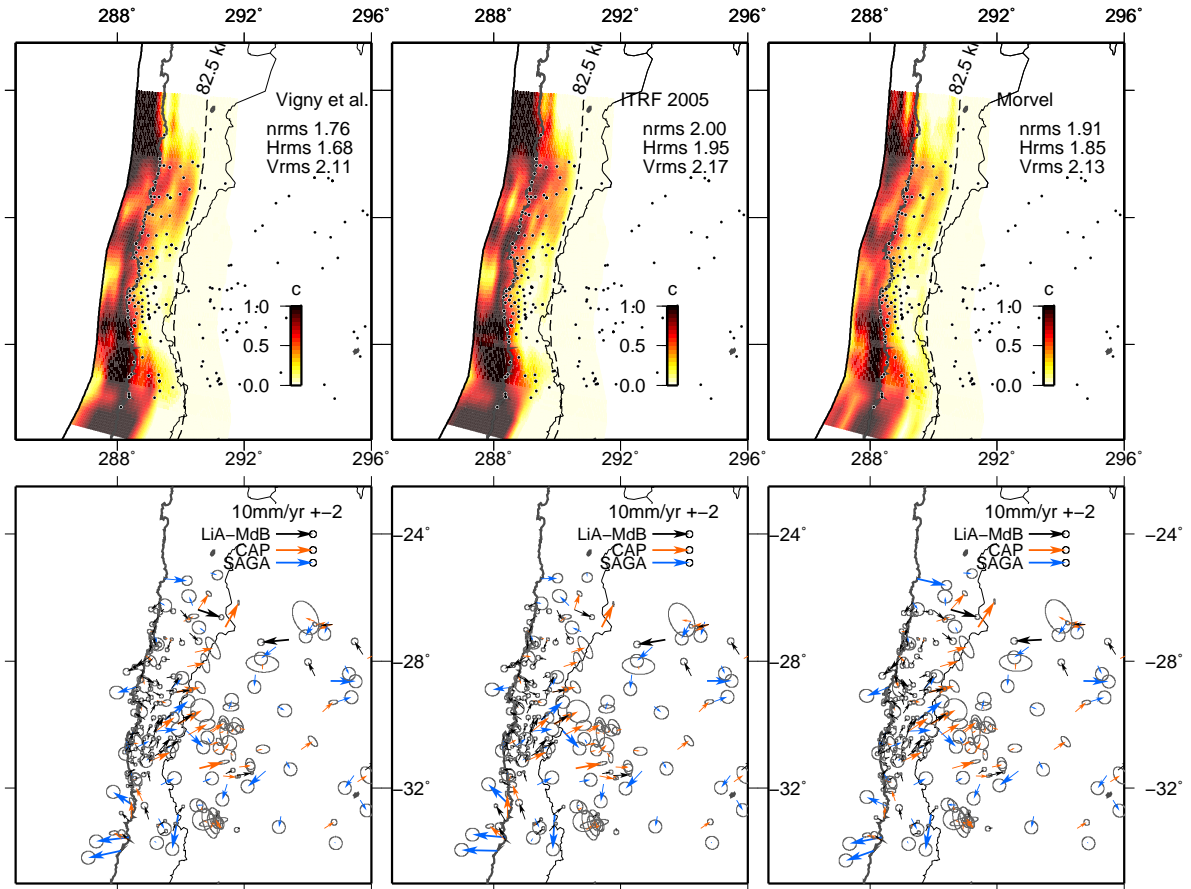 288° 292° 296° 288° 292° 296° 288° 292° 296°
82.5 k
Vigny et al.
nrms 1.76
Hrms 1.68
Vrms 2.11
c
1.0
0.5
0.0
82.5 k
ITRF 2005
nrms 2.00
Hrms 1.95
Vrms 2.17
c
1.0
0.5
0.0
82.5 k
Morvel
nrms 1.91
Hrms 1.85
Vrms 2.13
c
1.0
0.5
0.0
288° 292° 296° 288° 292° 296° 288° 292° 296°
10mm/yr +−2
LiA−MdB
CAP
SAGA
−24°
−28°
−32°
10mm/yr +−2
LiA−MdB
CAP
SAGA
−24°
−28°
−32°
10mm/yr +−2
LiA−MdB
CAP
SAGA
−24°
−28°
−32°